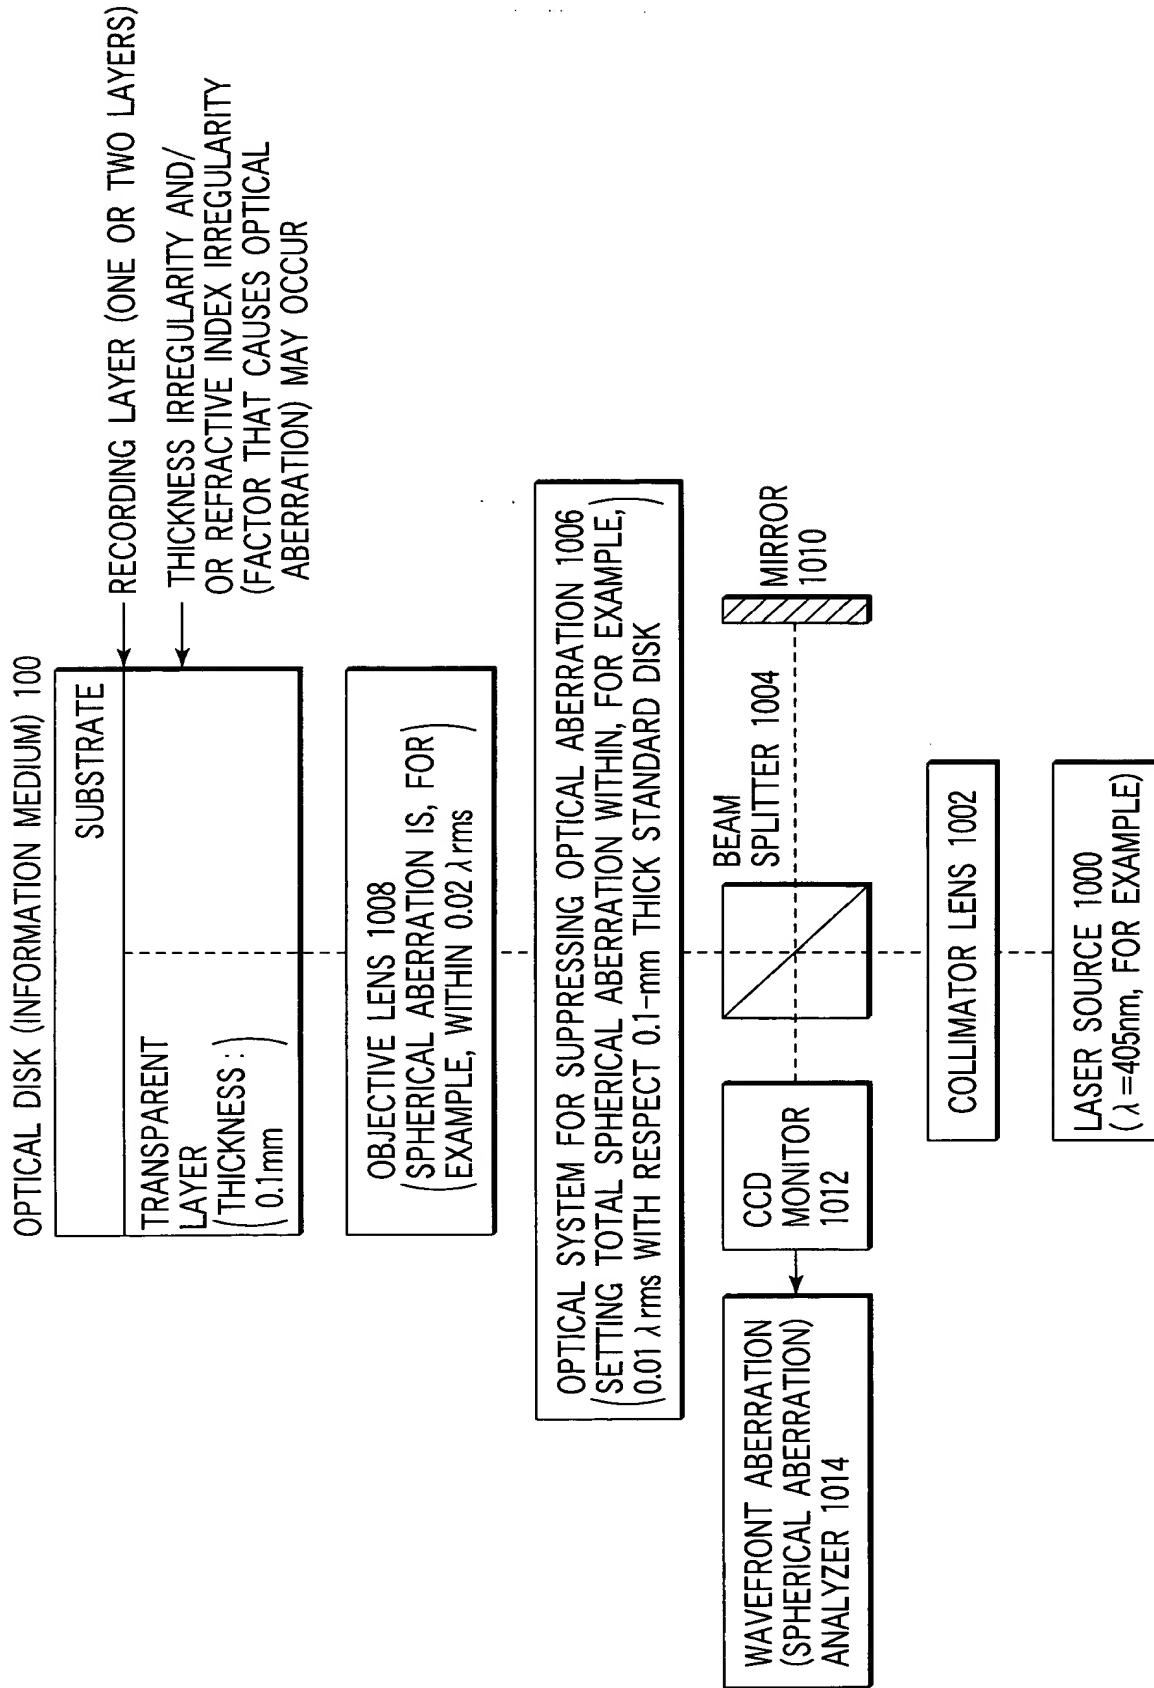 OPTICAL DISK (INFORMATION MEDIUM) 100
SUBSTRATE
RECORDING LAYER (ONE OR TWO LAYERS)
THICKNESS IRREGULARITY AND/
OR REFRACTIVE INDEX IRREGULARITY
(FACTOR THAT CAUSES OPTICAL
ABERRATION) MAY OCCUR
TRANSPARENT
LAYER
(THICKNESS :
0.1mm)
OBJECTIVE LENS 1008
(SPHERICAL ABERRATION IS, FOR
EXAMPLE, WITHIN 0.02 λrms)
OPTICAL SYSTEM FOR SUPPRESSING OPTICAL ABERRATION 1006
(SETTING TOTAL SPHERICAL ABERRATION WITHIN, FOR EXAMPLE,
0.01 λrms WITH RESPECT 0.1-mm THICK STANDARD DISK)
BEAM
SPLITTER 1004
MIRROR
1010
CCD
MONITOR
1012
WAVEFRONT ABERRATION
(SPHERICAL ABERRATION)
ANALYZER 1014
COLLIMATOR LENS 1002
LASER SOURCE 1000
(λ=405nm, FOR EXAMPLE)